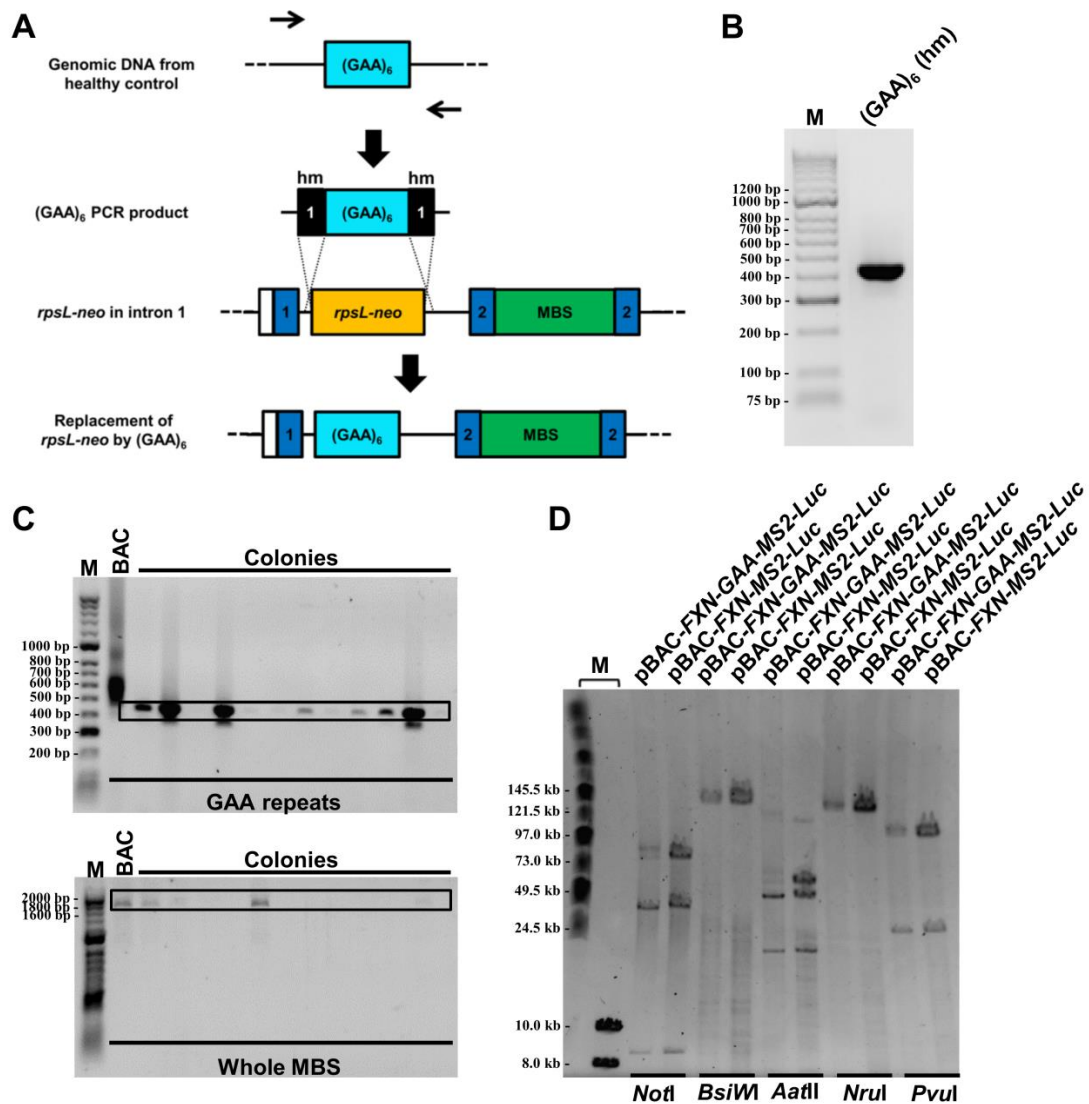 A
Genomic DNA from
healthy control
(GAA)6
hm
hm
(GAA)6 PCR product
1
(GAA)6
1
rpsL-neo in intron 1
1
rpsL-neo
2
MBS
2
Replacement of
rpsL-neo by (GAA)6
1
(GAA)6
2
MBS
2
B
M
(GAA)6 (hm)
1200 bp -
1000 bp -
800 bp -
700 bp -
600 bp -
500 bp -
400 bp -
300 bp -
200 bp -
100 bp -
75 bp -
C
M
BAC
Colonies
1000 bp -
800 bp -
700 bp -
600 bp -
500 bp -
400 bp -
300 bp -
200 bp -
GAA repeats
M
BAC
Colonies
2000 bp -
1800 bp -
1600 bp -
Whole MBS
D
M
pBAC-FXN-GAA-MS2-Luc
pBAC-FXN-MS2-Luc
pBAC-FXN-GAA-MS2-Luc
pBAC-FXN-MS2-Luc
pBAC-FXN-GAA-MS2-Luc
pBAC-FXN-MS2-Luc
pBAC-FXN-GAA-MS2-Luc
pBAC-FXN-MS2-Luc
pBAC-FXN-GAA-MS2-Luc
pBAC-FXN-MS2-Luc
145.5 kb -
121.5 kb -
97.0 kb -
73.0 kb -
49.5 kb -
24.5 kb -
10.0 kb -
8.0 kb -
NotI
BsiWI
AatII
NruI
PvuI